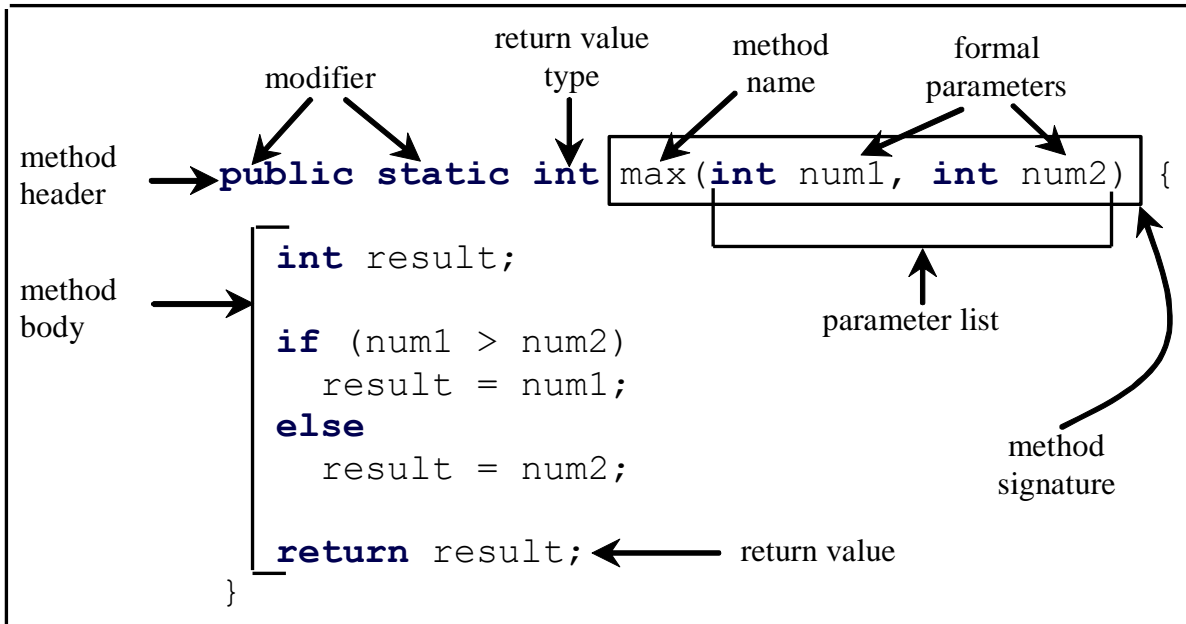 return value
type
method
name
formal
parameters
modifier
method
header
public static int max(int num1, int num2) {
int result;
method
body
parameter list
if (num1 > num2)
result = num1;
else
result = num2;
method
signature
return result;
return value
}